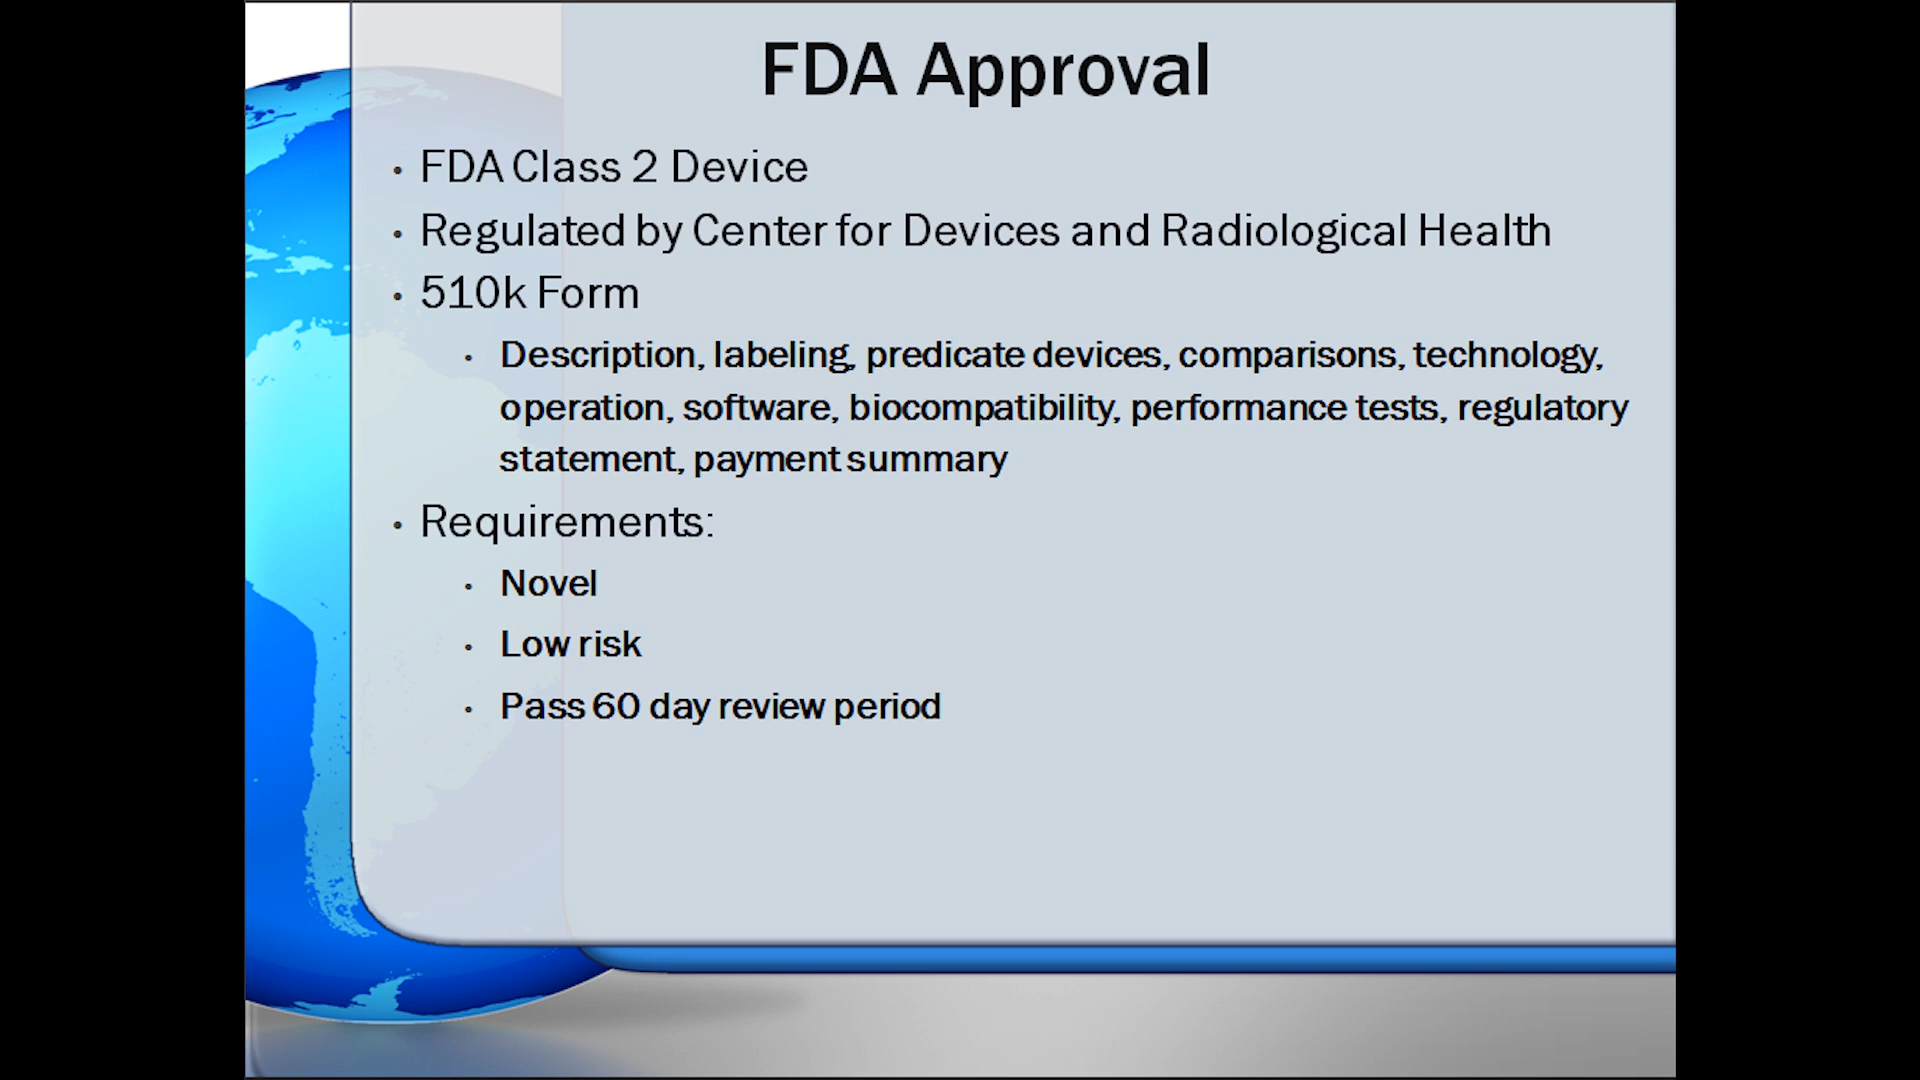 FDA Approval
• FDA Class 2 Device
• Regulated by Center for Devices and Radiological Health
• 510k Form
• Description, labeling, predicate devices, comparisons, technology,
operation, software, biocompatibility, performance tests, regulatory
statement, payment summary
• Requirements:
• Novel
• Low risk
• Pass 60 day review period